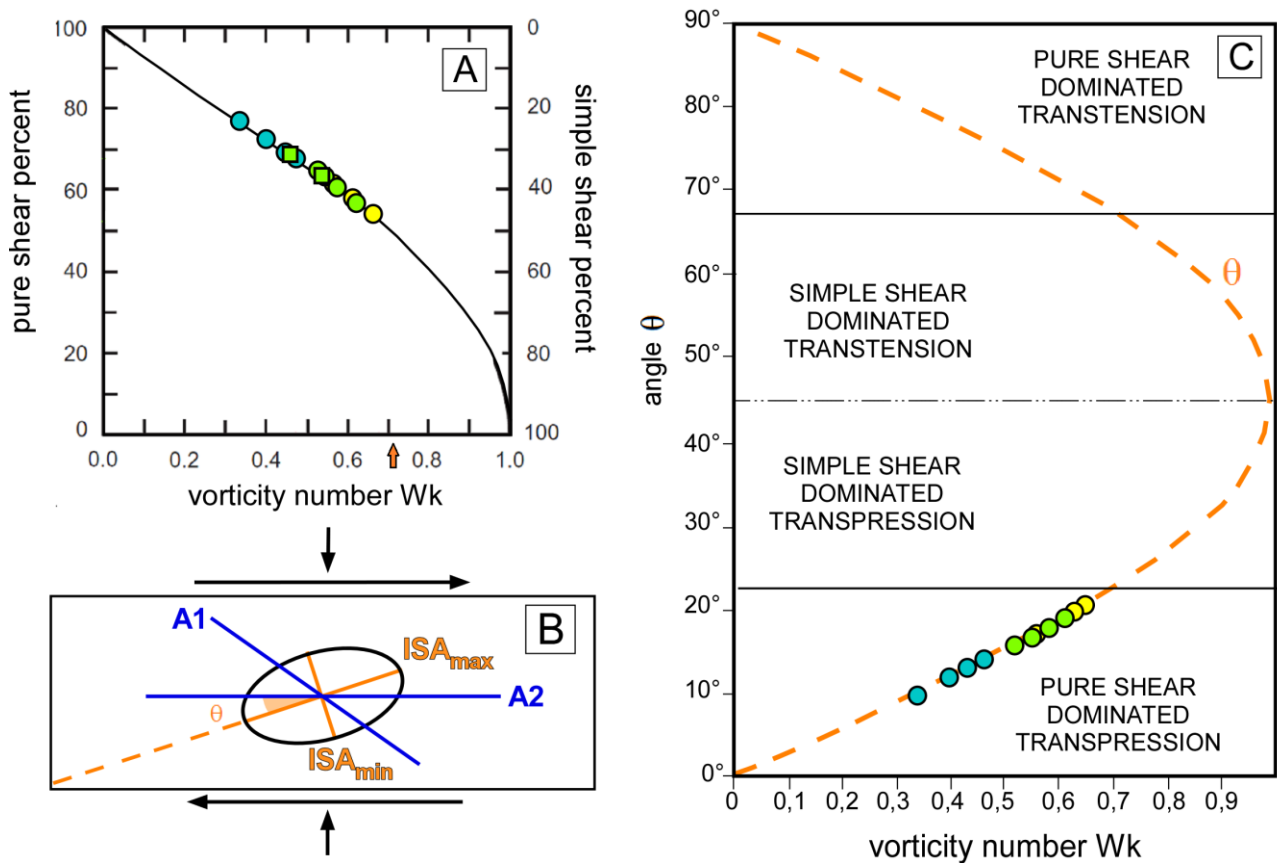 A
pure shear percent
simple shear percent
100
80
60
40
20
0
0
20
40
60
80
100
0.0
0.2
0.4
0.6
0.8
1.0
vorticity number Wk
B
A1
A2
ISAmax
ISAmin
θ
C
90°
80°
70°
60°
50°
40°
30°
20°
10°
0°
angle θ
PURE SHEAR
DOMINATED
TRANSTENSION
θ
SIMPLE SHEAR
DOMINATED
TRANSTENSION
SIMPLE SHEAR
DOMINATED
TRANSPRESSION
PURE SHEAR
DOMINATED
TRANSPRESSION
0
0,1
0,2
0,3
0,4
0,5
0,6
0,7
0,8
0,9
vorticity number Wk